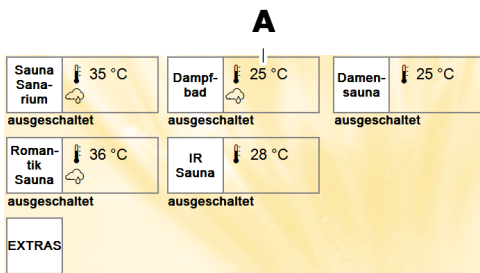 A
Sauna
Sana-
rium
35 °C
ausgeschaltet
Dampf-
bad
25 °C
ausgeschaltet
Damen-
sauna
25 °C
ausgeschaltet
Roman-
tik
Sauna
36 °C
ausgeschaltet
IR
Sauna
28 °C
ausgeschaltet
EXTRAS